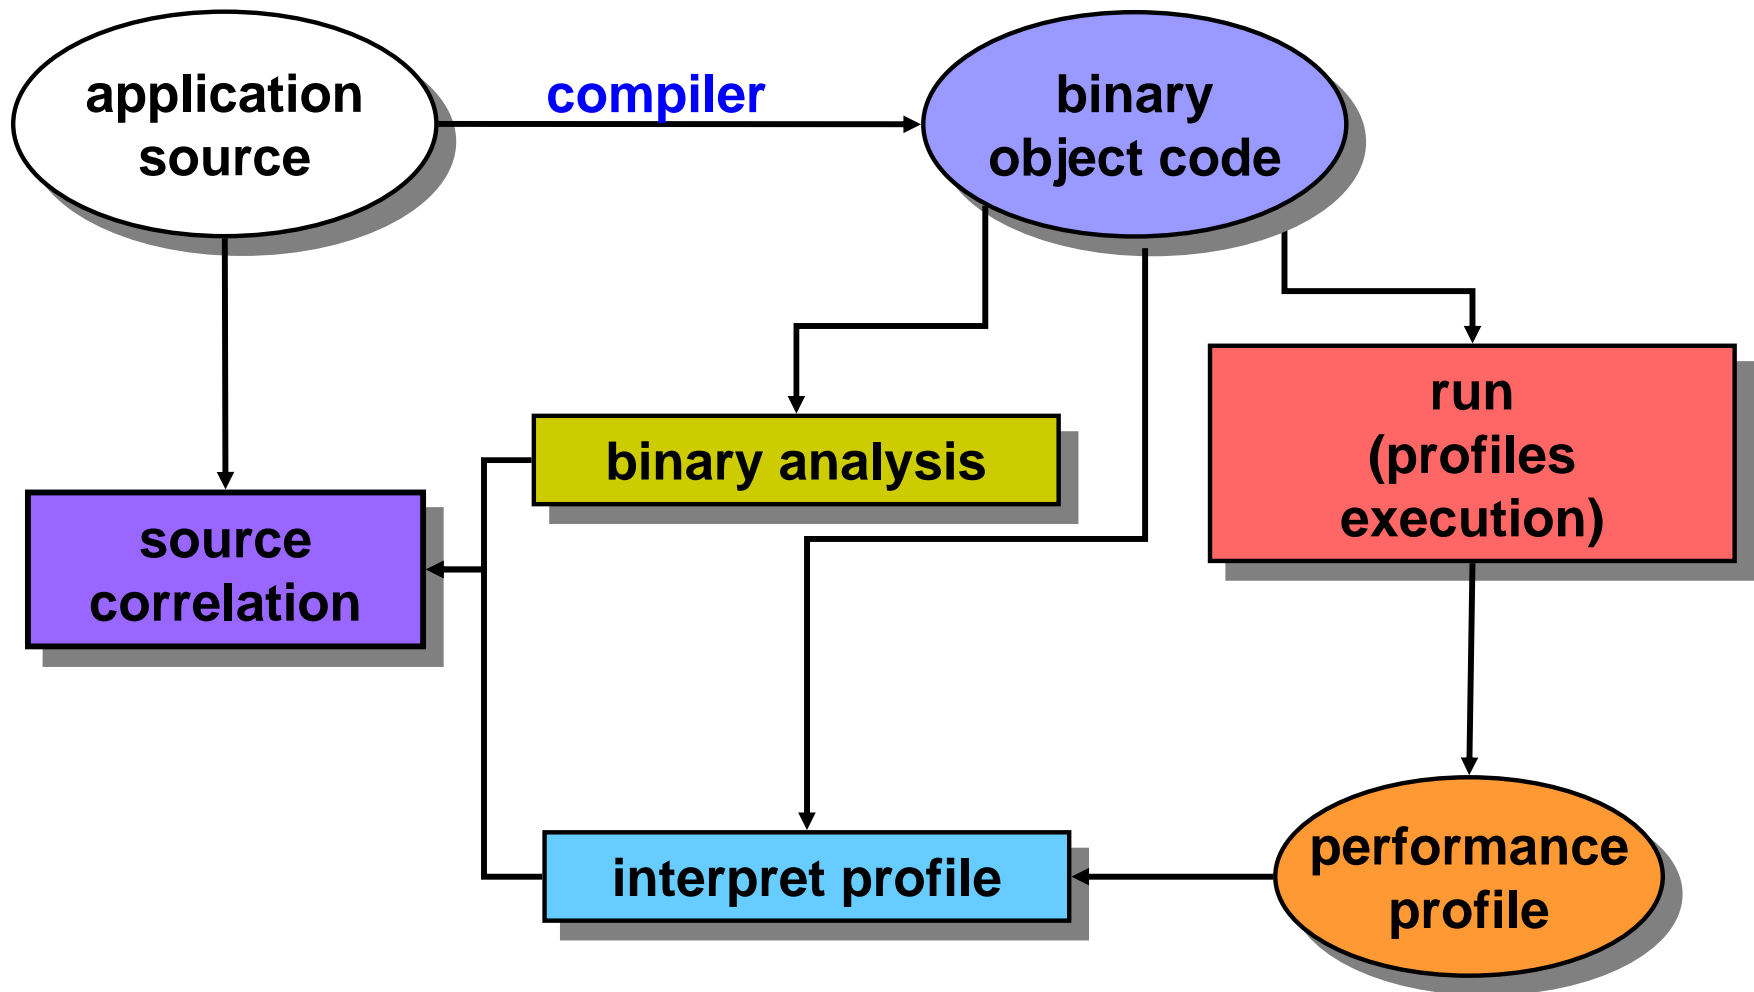 application
source
compiler
binary
object code
run
(profiles
execution)
binary analysis
source
correlation
interpret profile
performance
profile